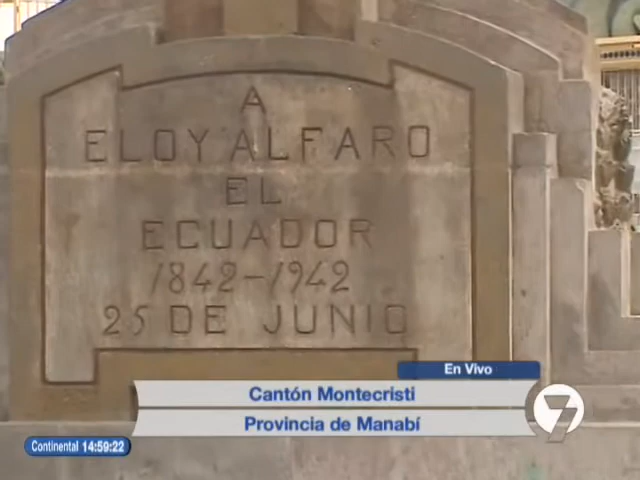 A
ELOY ALFARO
EL
ECUADOR
1842-1942
25 DE JUNIO
En Vivo
Cantón Montecristi
Provincia de Manabí
7
Continental 14:59:22